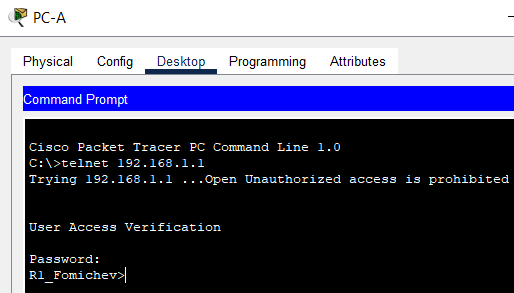 PC-A
Physical Config Desktop Programming Attributes
Command Prompt
Cisco Packet Tracer PC Command Line 1.0
C:\>telnet 192.168.1.1
Trying 192.168.1.1 ...Open Unauthorized access is prohibited
User Access Verification
Password:
R1_Fomichev>